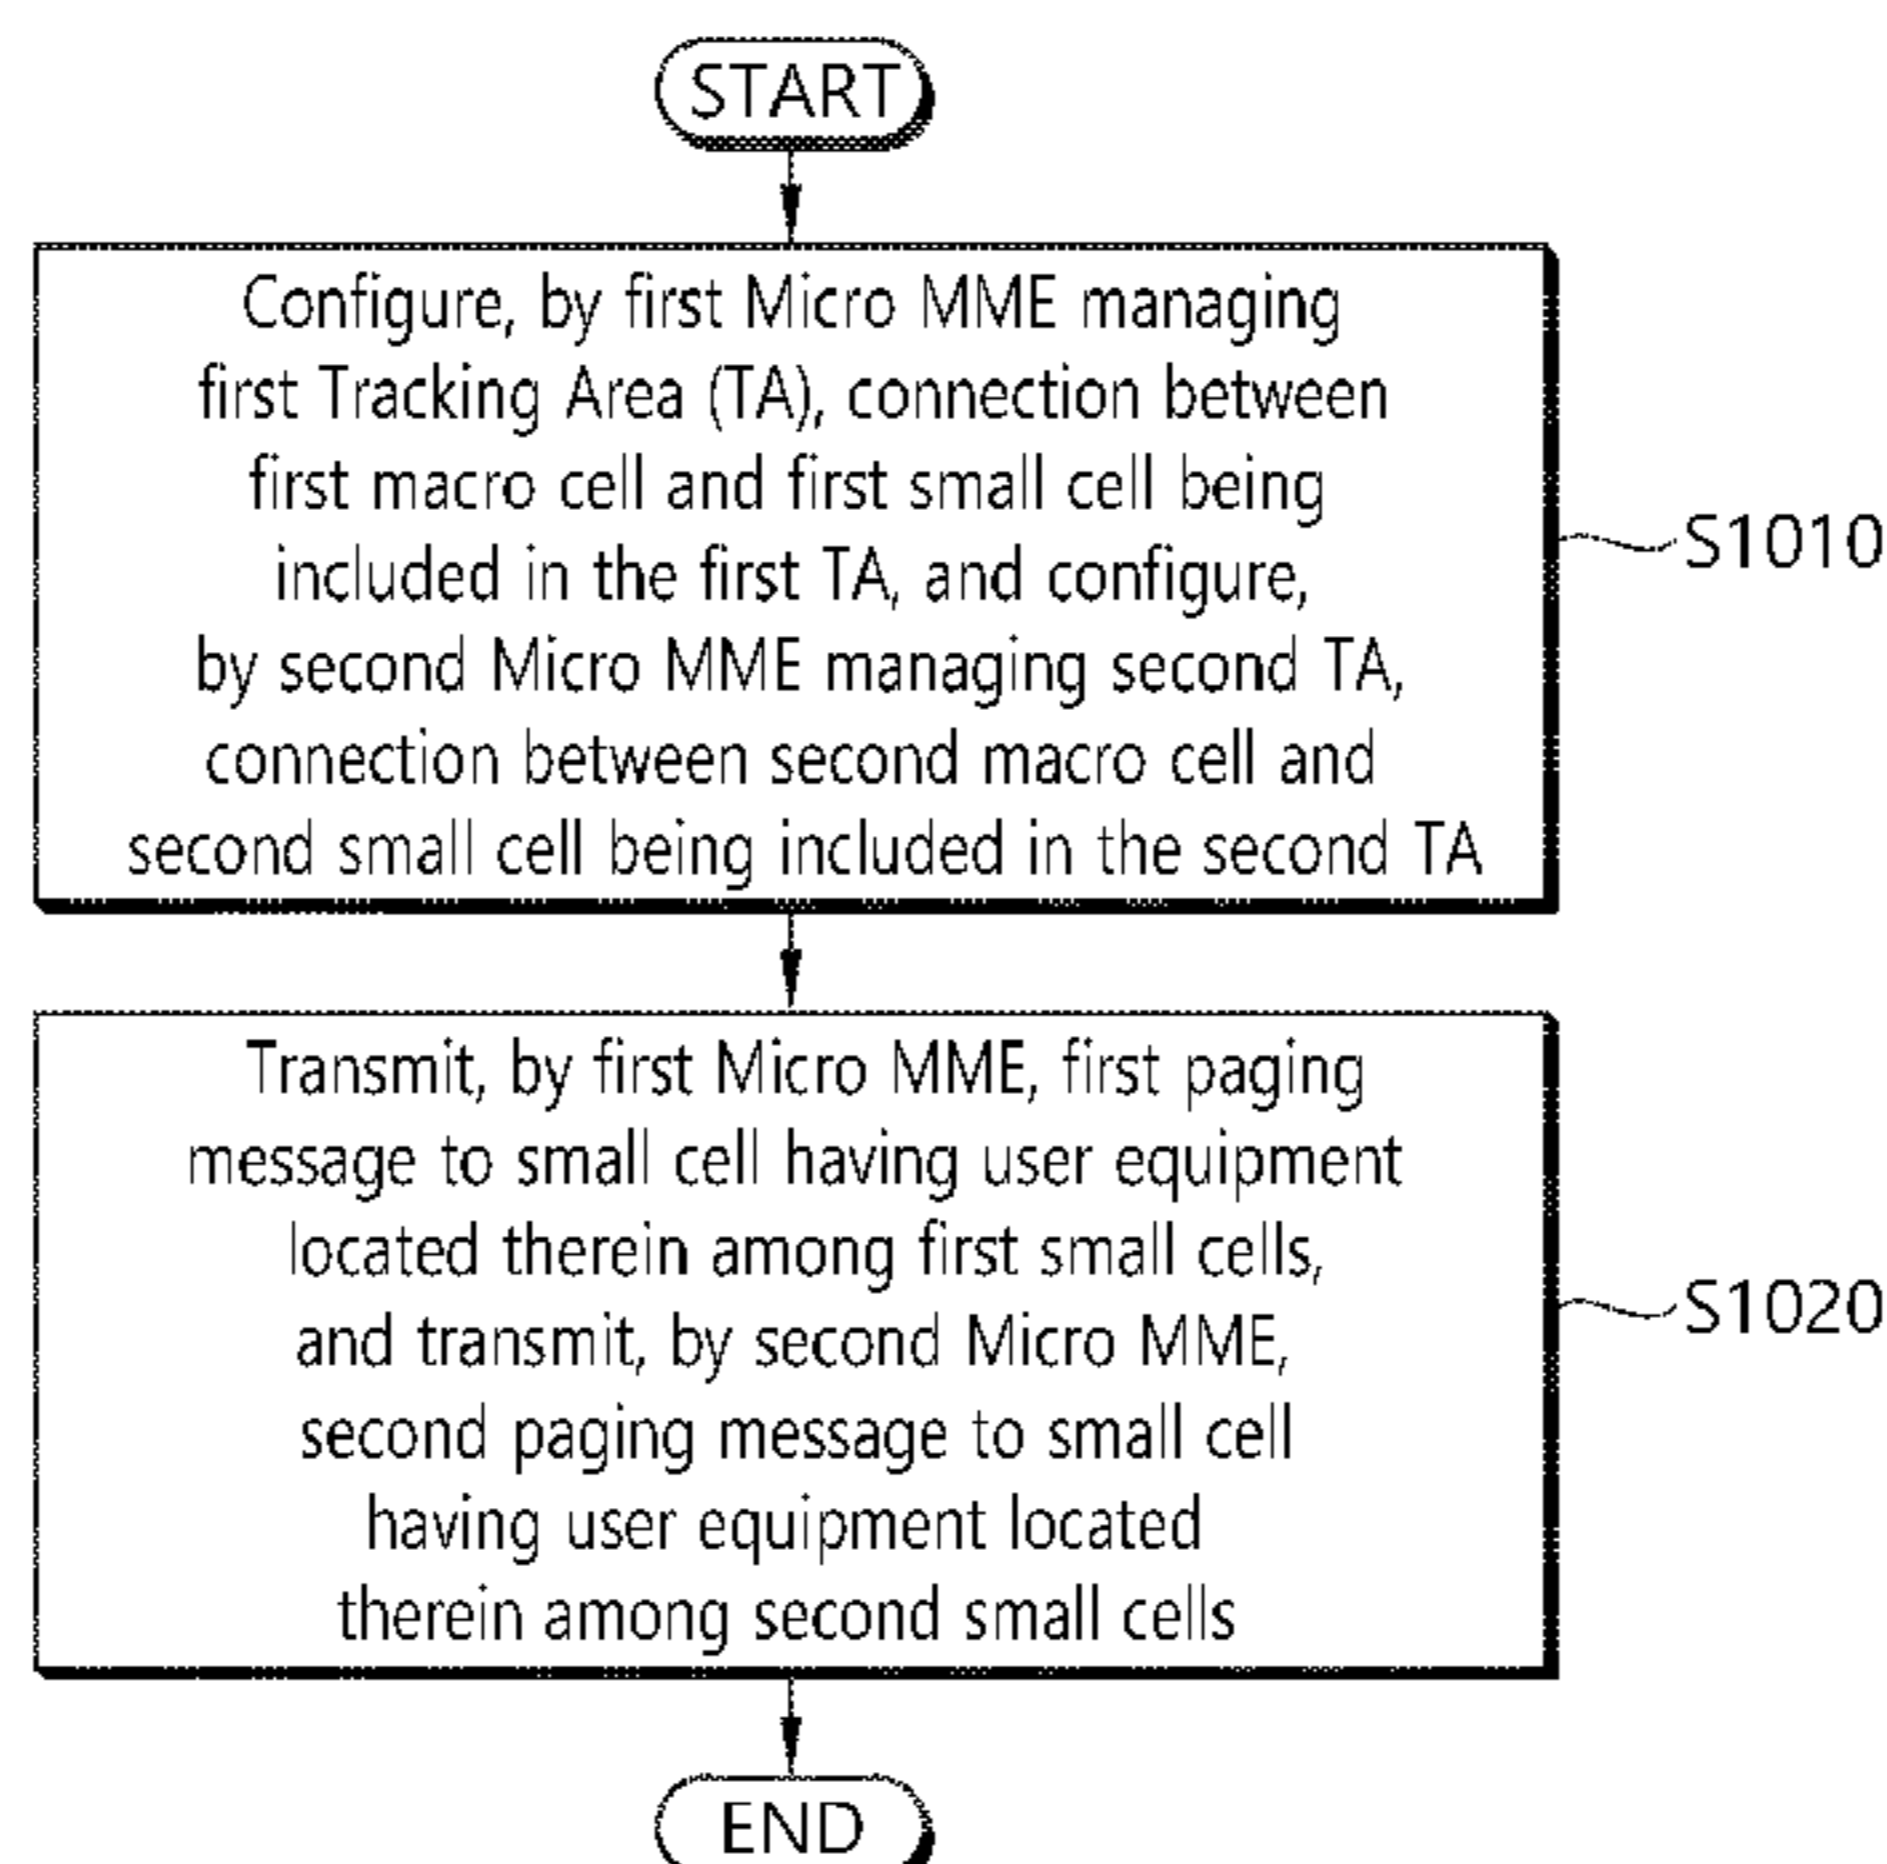 START
Configure, by first Micro MME managing
first Tracking Area (TA), connection between
first macro cell and first small cell being
included in the first TA, and configure,
by second Micro MME managing second TA,
connection between second macro cell and
second small cell being included in the second TA
S1010
Transmit, by first Micro MME, first paging
message to small cell having user equipment
located therein among first small cells,
and transmit, by second Micro MME,
second paging message to small cell
having user equipment located
therein among second small cells
S1020
END